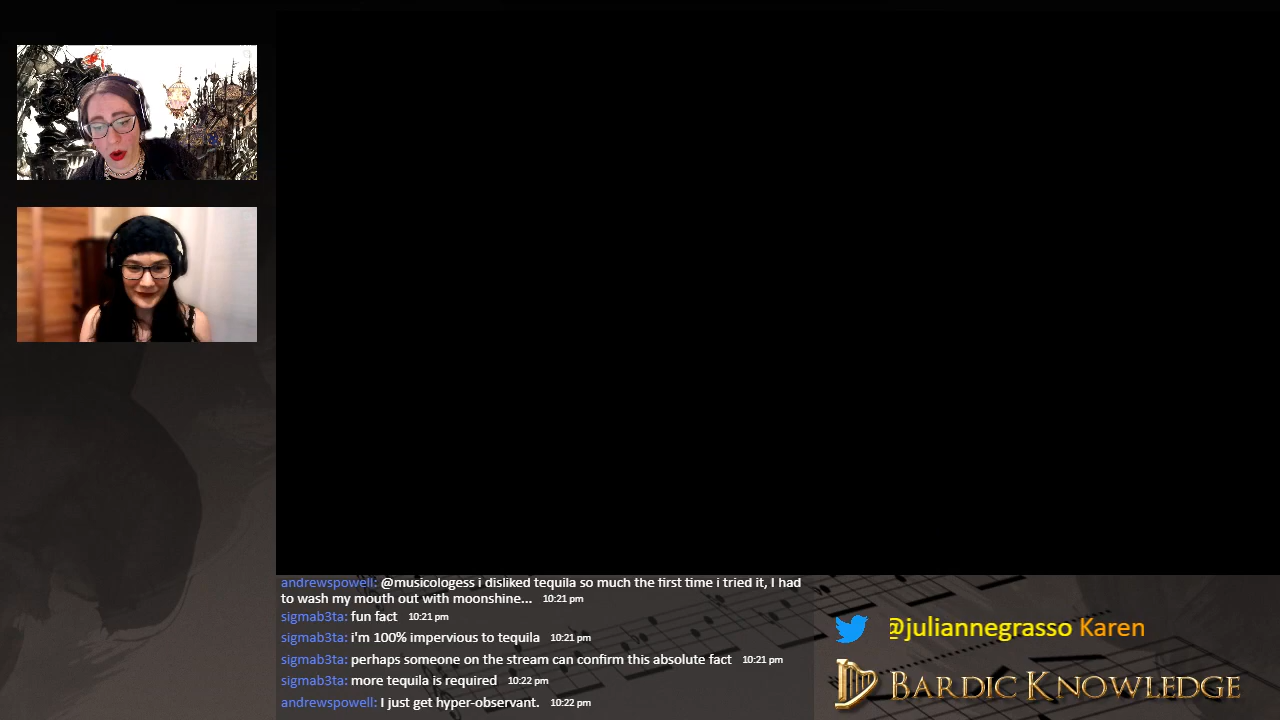 andrewspowell: @musicologess i disliked tequila so much the first time i tried it, I had
to wash my mouth out with moonshine... 10:21 pm
sigmab3ta: fun fact 10:21 pm
sigmab3ta: i'm 100% impervious to tequila 10:21 pm
sigmab3ta: perhaps someone on the stream can confirm this absolute fact 10:21 pm
sigmab3ta: more tequila is required 10:22 pm
andrewspowell: I just get hyper-observant. 10:22 pm
@juliannegrasso Karen
BARDIC KNOWLEDGE